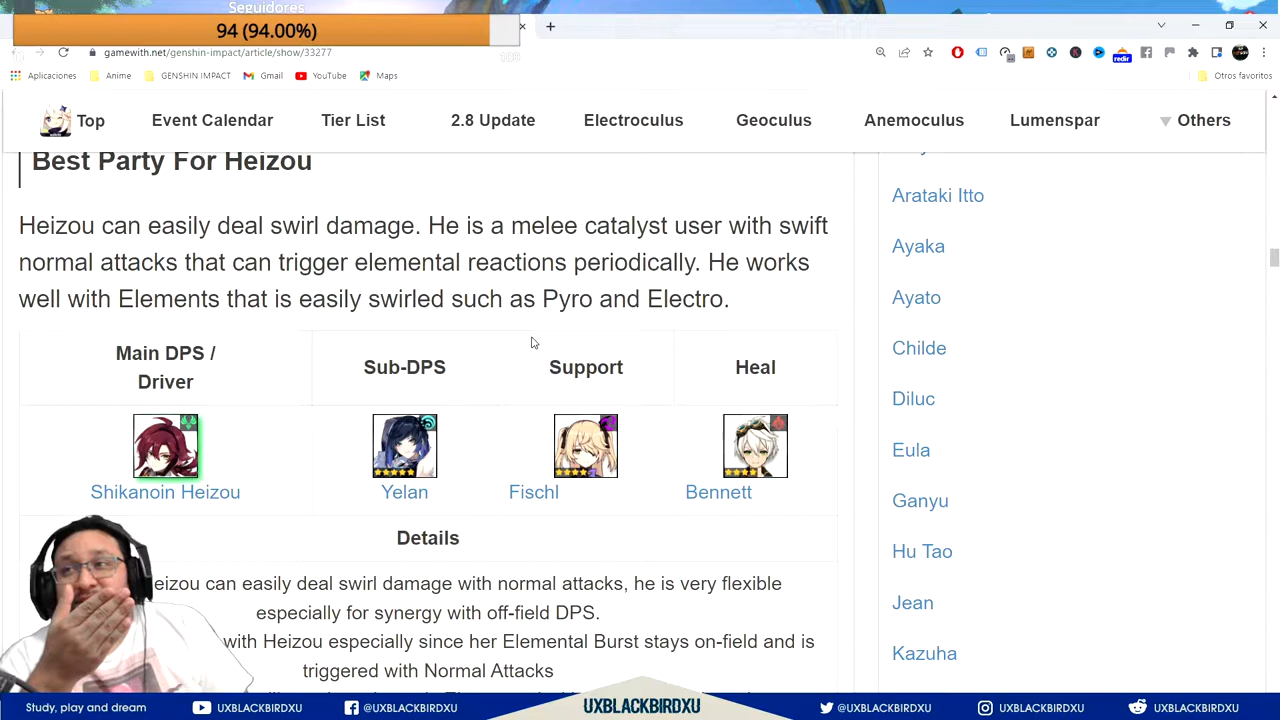 Seguidores
94 (94.00%)
gamewith.net/genshin-impact/article/show/33277
redir
Aplicaciones
Anime
GENSHIN IMPACT
Gmail
YouTube
Maps
Otros favoritos
Top
Event Calendar
Tier List
2.8 Update
Electroculus
Geoculus
Anemoculus
Lumenspar
Others
Best Party For Heizou
Heizou can easily deal swirl damage. He is a melee catalyst user with swift
normal attacks that can trigger elemental reactions periodically. He works
well with Elements that is easily swirled such as Pyro and Electro.
Main DPS /
Driver
Sub-DPS
Support
Heal
Shikanoin Heizou
Yelan
Fischl
Bennett
Details
eizou can easily deal swirl damage with normal attacks, he is very flexible
especially for synergy with off-field DPS.
with Heizou especially since her Elemental Burst stays on-field and is
triggered with Normal Attacks
Arataki Itto
Ayaka
Ayato
Childe
Diluc
Eula
Ganyu
Hu Tao
Jean
Kazuha
Study, play and dream
UXBLACKBIRDXU
@UXBLACKBIRDXU
UXBLACKBIRDXU
@UXBLACKBIRDXU
UXBLACKBIRDXU
UXBLACKBIRDXU